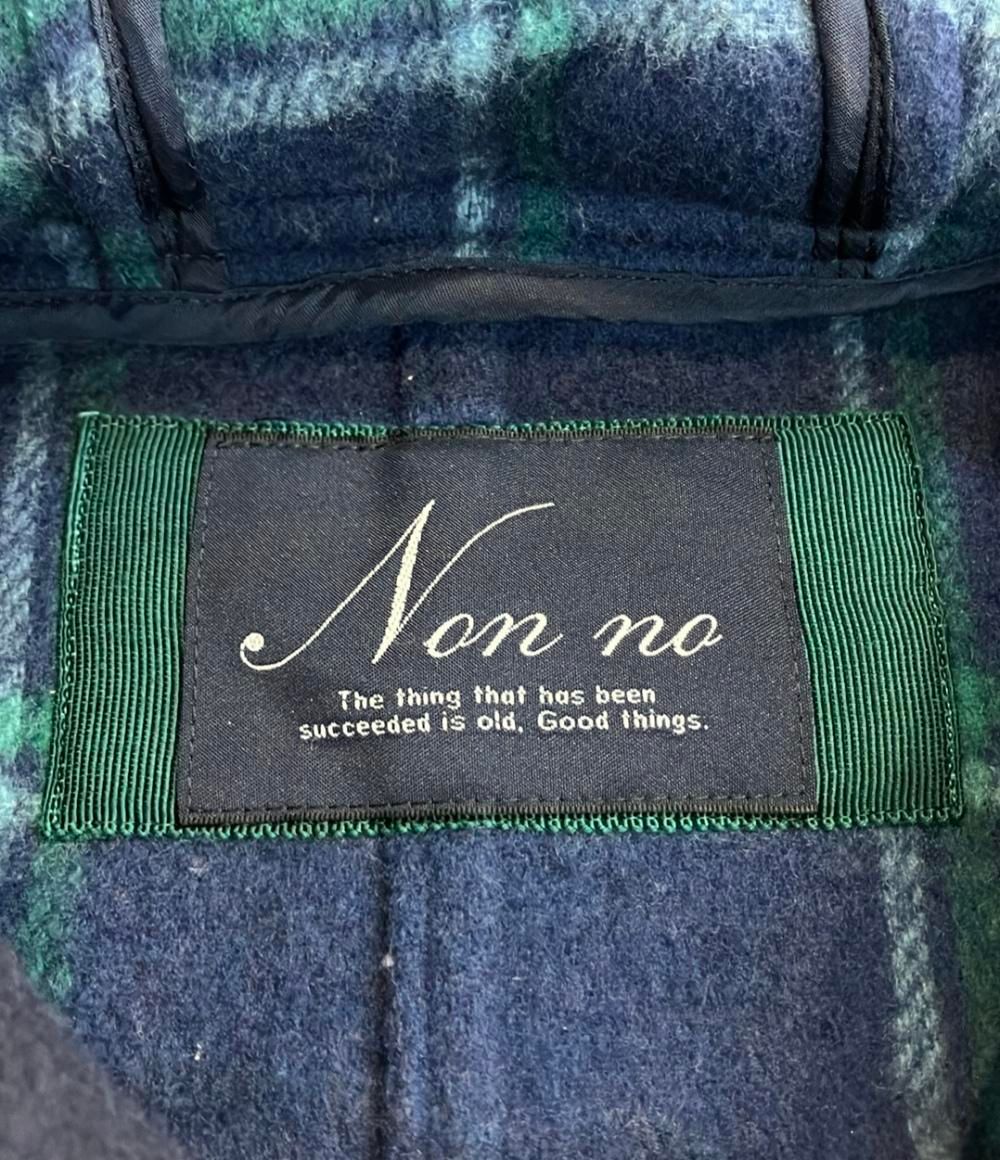 Non no
The thing that has been
succeeded is old, Good things.